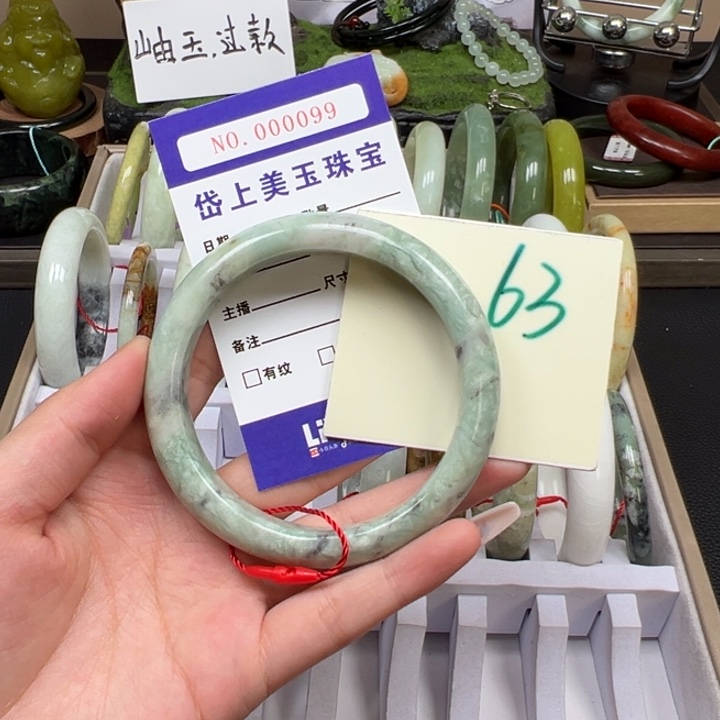 岫玉.过款
NO. 000099
岱上美玉珠宝
日期
尺寸
主播
备注
□有纹
63